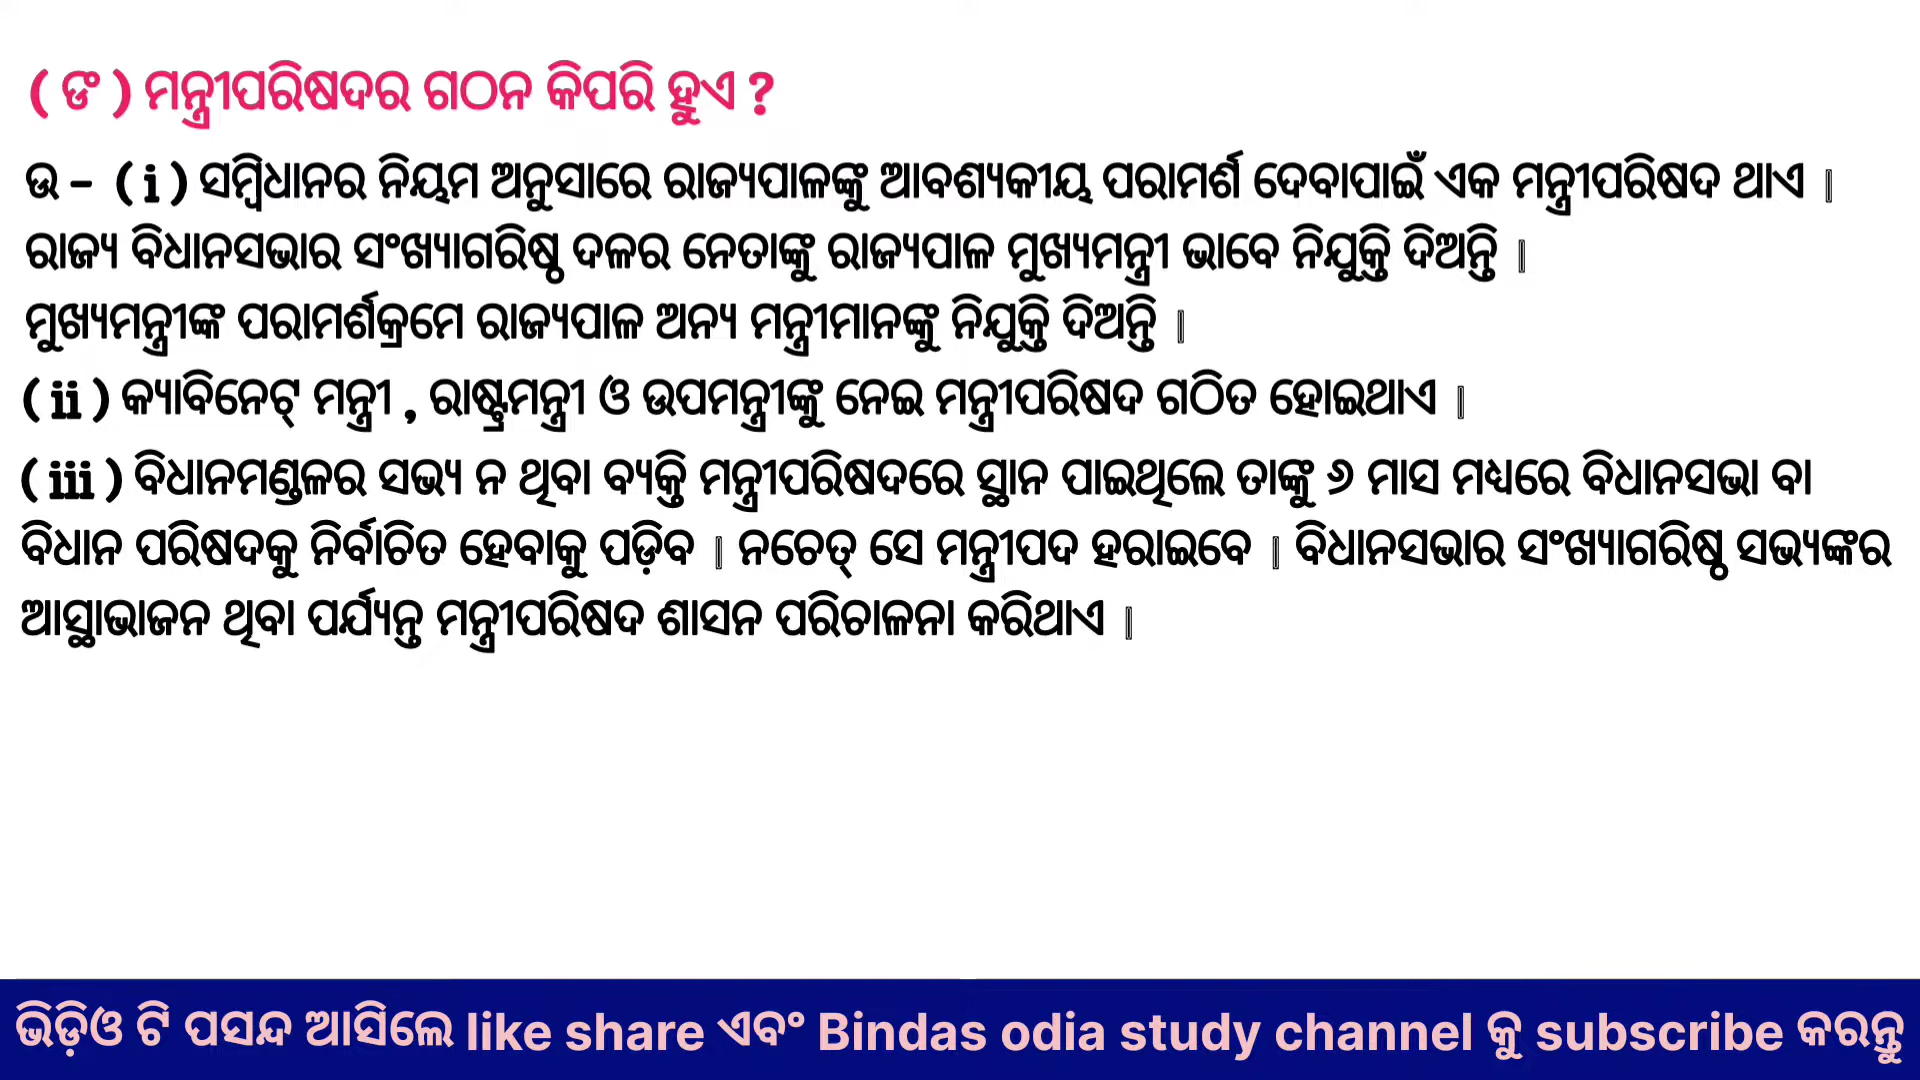 ( ଙ ) ମନ୍ତ୍ରୀପରିଷଦର ଗଠନ କିପରି ହୁଏ ?
ଉ – ( i ) ସମ୍ବିଧାନର ନିୟମ ଅନୁସାରେ ରାଜ୍ୟପାଳଙ୍କୁ ଆବଶ୍ୟକୀୟ ପରାମର୍ଶ ଦେବାପାଇଁ ଏକ ମନ୍ତ୍ରୀପରିଷଦ ଥାଏ ।
ରାଜ୍ୟ ବିଧାନସଭାର ସଂଖ୍ୟାଗରିଷ୍ଠ ଦଳର ନେତାଙ୍କୁ ରାଜ୍ୟପାଳ ମୁଖ୍ୟମନ୍ତ୍ରୀ ଭାବେ ନିଯୁକ୍ତି ଦିଅନ୍ତି ।
ମୁଖ୍ୟମନ୍ତ୍ରୀଙ୍କ ପରାମର୍ଶକ୍ରମେ ରାଜ୍ୟପାଳ ଅନ୍ୟ ମନ୍ତ୍ରୀମାନଙ୍କୁ ନିଯୁକ୍ତି ଦିଅନ୍ତି ।
( ii ) କ୍ୟାବିନେଟ୍ ମନ୍ତ୍ରୀ , ରାଷ୍ଟ୍ରମନ୍ତ୍ରୀ ଓ ଉପମନ୍ତ୍ରୀଙ୍କୁ ନେଇ ମନ୍ତ୍ରୀପରିଷଦ ଗଠିତ ହୋଇଥାଏ ।
( iii ) ବିଧାନମଣ୍ଡଳର ସଭ୍ୟ ନ ଥିବା ବ୍ୟକ୍ତି ମନ୍ତ୍ରୀପରିଷଦରେ ସ୍ଥାନ ପାଇଥିଲେ ତାଙ୍କୁ ୬ ମାସ ମଧ୍ୟରେ ବିଧାନସଭା ବା
ବିଧାନ ପରିଷଦକୁ ନିର୍ବାଚିତ ହେବାକୁ ପଡ଼ିବ । ନଚେତ୍ ସେ ମନ୍ତ୍ରୀପଦ ହରାଇବେ । ବିଧାନସଭାର ସଂଖ୍ୟାଗରିଷ୍ଠ ସଭ୍ୟଙ୍କର
ଆସ୍ଥାଭାଜନ ଥିବା ପର୍ଯ୍ୟନ୍ତ ମନ୍ତ୍ରୀପରିଷଦ ଶାସନ ପରିଚାଳନା କରିଥାଏ ।
ଭିଡ଼ିଓ ଟି ପସନ୍ଦ ଆସିଲେ like share ଏବଂ Bindas odia study channel କୁ subscribe କରନ୍ତୁ